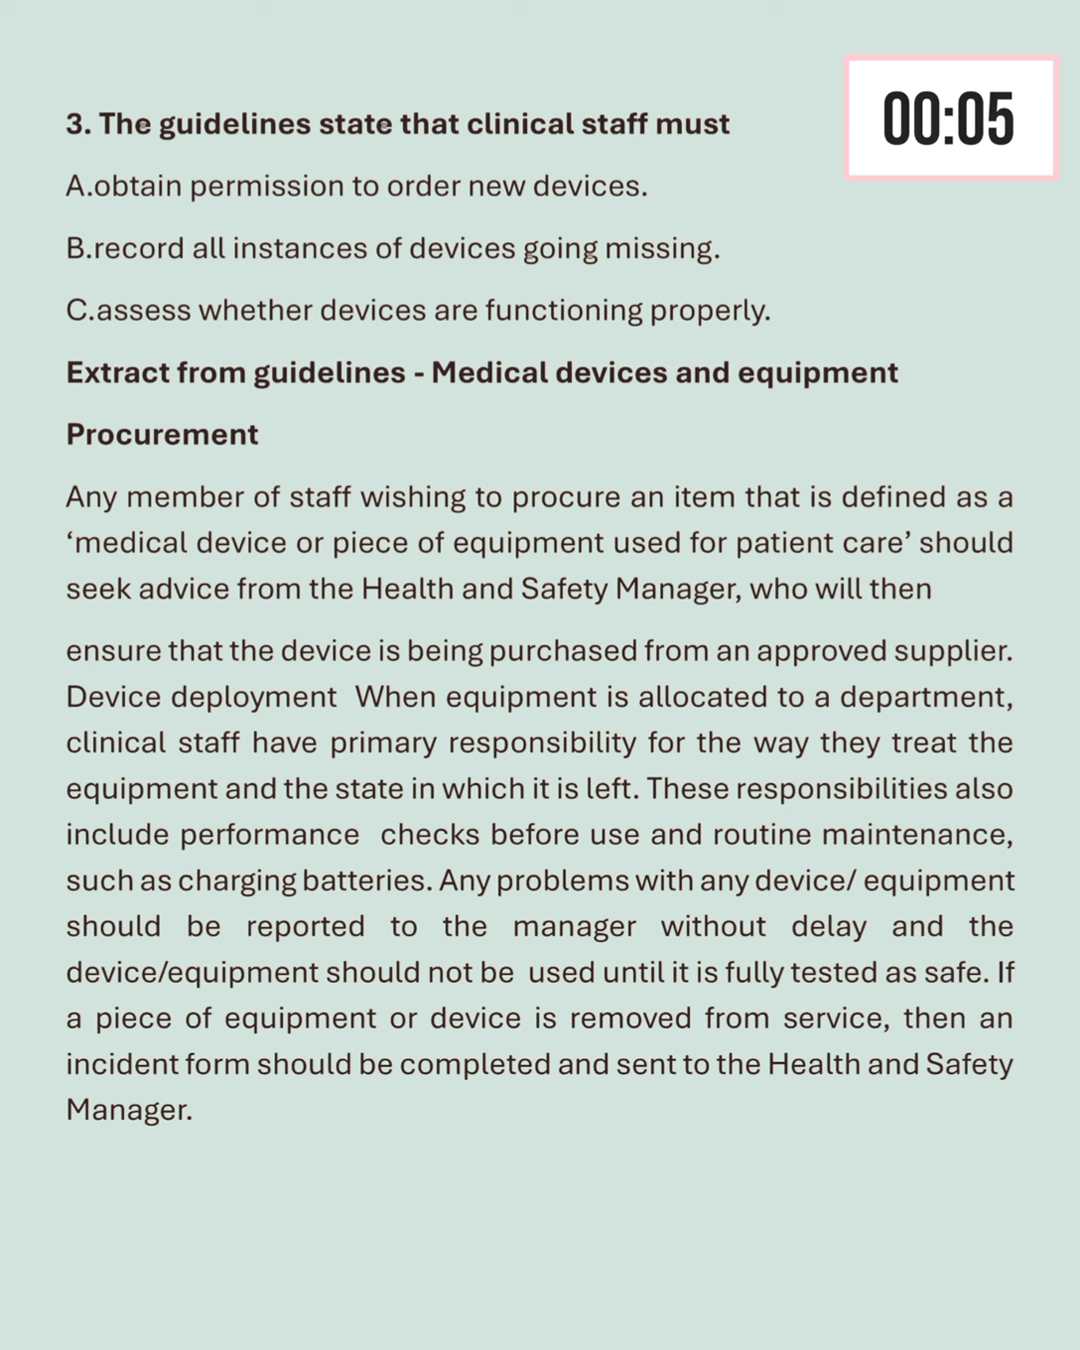 00:05
3. The guidelines state that clinical staff must
A.obtain permission to order new devices.
B.record all instances of devices going missing.
C.assess whether devices are functioning properly.
Extract from guidelines - Medical devices and equipment
Procurement
Any member of staff wishing to procure an item that is defined as a
‘medical device or piece of equipment used for patient care’ should
seek advice from the Health and Safety Manager, who will then
ensure that the device is being purchased from an approved supplier.
Device deployment When equipment is allocated to a department,
clinical staff have primary responsibility for the way they treat the
equipment and the state in which it is left. These responsibilities also
include performance checks before use and routine maintenance,
such as charging batteries. Any problems with any device/ equipment
should be reported to the manager without delay and the
device/equipment should not be used until it is fully tested as safe. If
a piece of equipment or device is removed from service, then an
incident form should be completed and sent to the Health and Safety
Manager.